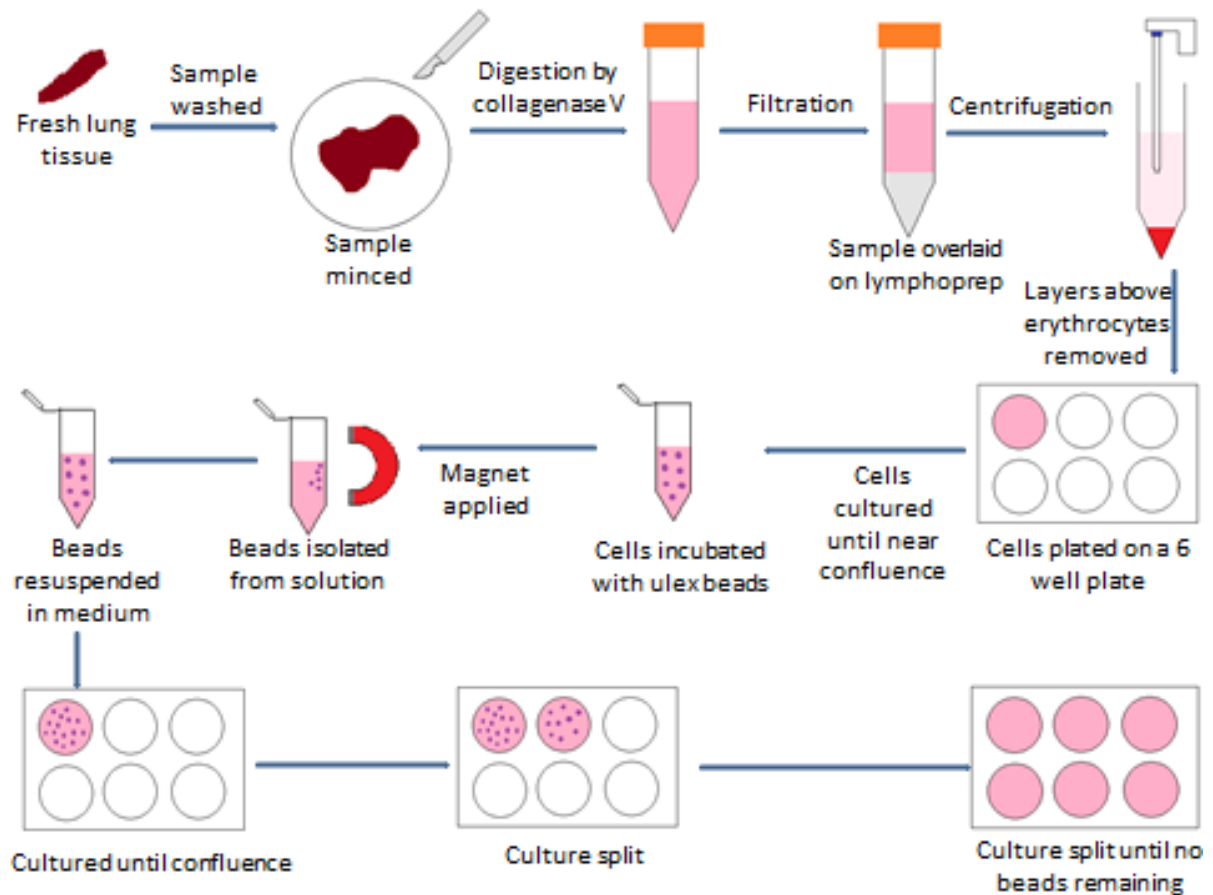 Fresh lung
tissue
Sample
washed
Sample
minced
Digestion by
collagenase V
Filtration
Sample overlaid
on lymphoprep
Centrifugation
Layers above
erythrocytes
removed
Cells plated on a 6
well plate
Cells
cultured
until near
confluence
Cells incubated
with ulex beads
Magnet
applied
Beads isolated
from solution
Beads
resuspended
in medium
Cultured until confluence
Culture split
Culture split until no
beads remaining